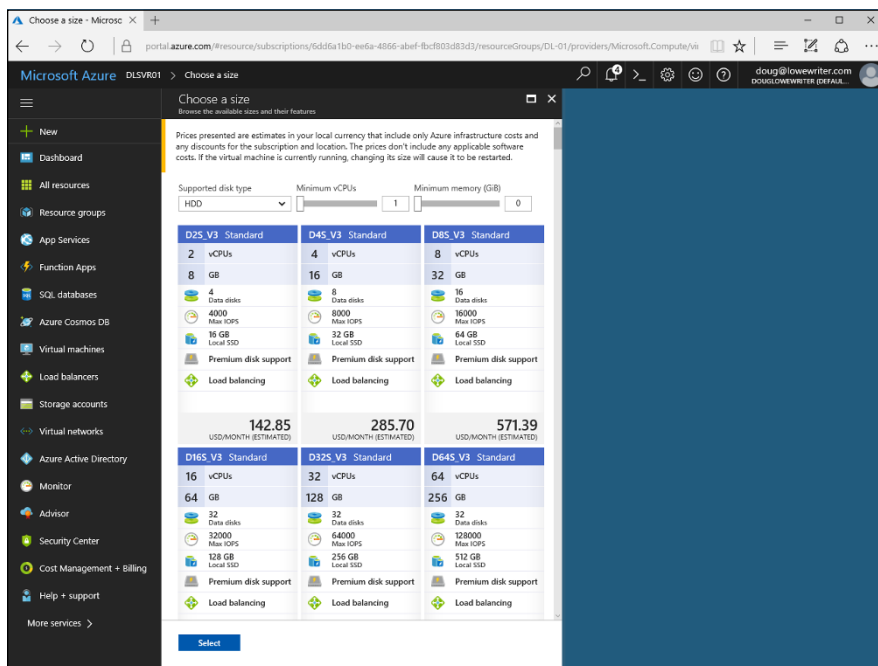 Choose a size - Microsc
portal.azure.com/#resource/subscriptions/6dd6a1b0-ee6a-4866-abef-fbcf803d83d3/resourceGroups/DL-01/providers/Microsoft.Compute/vi
Microsoft Azure DLSVR01 > Choose a size
4
doug@lowewriter.com
DOUGLOWEWRITER (DEFAUL...
Choose a size
Browse the available sizes and their features
New
Dashboard
All resources
Resource groups
App Services
Function Apps
SQL databases
Azure Cosmos DB
Virtual machines
Load balancers
Storage accounts
Virtual networks
Azure Active Directory
Monitor
Advisor
Security Center
Cost Management + Billing
Help + support
More services >
Prices presented are estimates in your local currency that include only Azure infrastructure costs and
any discounts for the subscription and location. The prices don't include any applicable software
costs. If the virtual machine is currently running, changing its size will cause it to be restarted.
Supported disk type Minimum vCPUs Minimum memory (GiB)
HDD 1 0
D2S_V3 Standard D4S_V3 Standard D8S_V3 Standard
2 vCPUs 4 vCPUs 8 vCPUs
8 GB 16 GB 32 GB
4 8 16
Data disks Data disks Data disks
4000 8000 16000
Max IOPS Max IOPS Max IOPS
16 GB 32 GB 64 GB
Local SSD Local SSD Local SSD
Premium disk support Premium disk support Premium disk support
Load balancing Load balancing Load balancing
142.85 285.70 571.39
USD/MONTH (ESTIMATED) USD/MONTH (ESTIMATED) USD/MONTH (ESTIMATED)
D16S_V3 Standard D32S_V3 Standard D64S_V3 Standard
16 vCPUs 32 vCPUs 64 vCPUs
64 GB 128 GB 256 GB
32 32 32
Data disks Data disks Data disks
32000 64000 128000
Max IOPS Max IOPS Max IOPS
128 GB 256 GB 512 GB
Local SSD Local SSD Local SSD
Premium disk support Premium disk support Premium disk support
Load balancing Load balancing Load balancing
Select